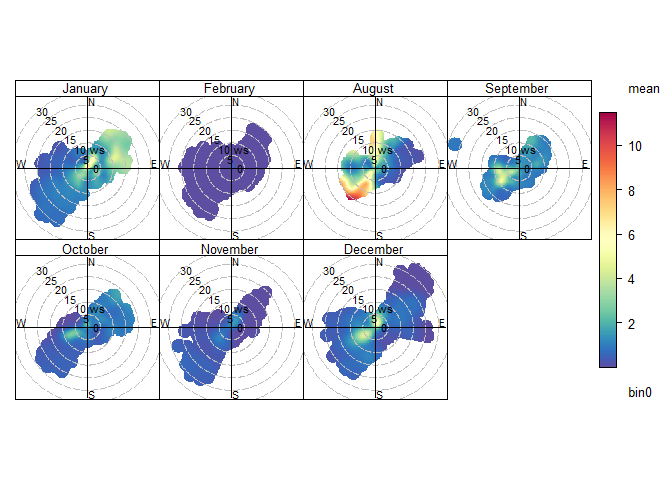 January February August September mean
N N N N
30 30 30 30
25 25 25 25
20 20 20 20
15 15 15 15
10 ws 10 ws 10 ws 10 ws
5 5 5 5
W 0 E W 0 E W 0 E W 0 E
S S S S
October November December
N N N
30 30 30
25 25 25
20 20 20
15 15 15
10 ws 10 ws 10 ws
5 5 5
W 0 E W 0 E W 0 E
S S S
10
8
6
4
2
bin0